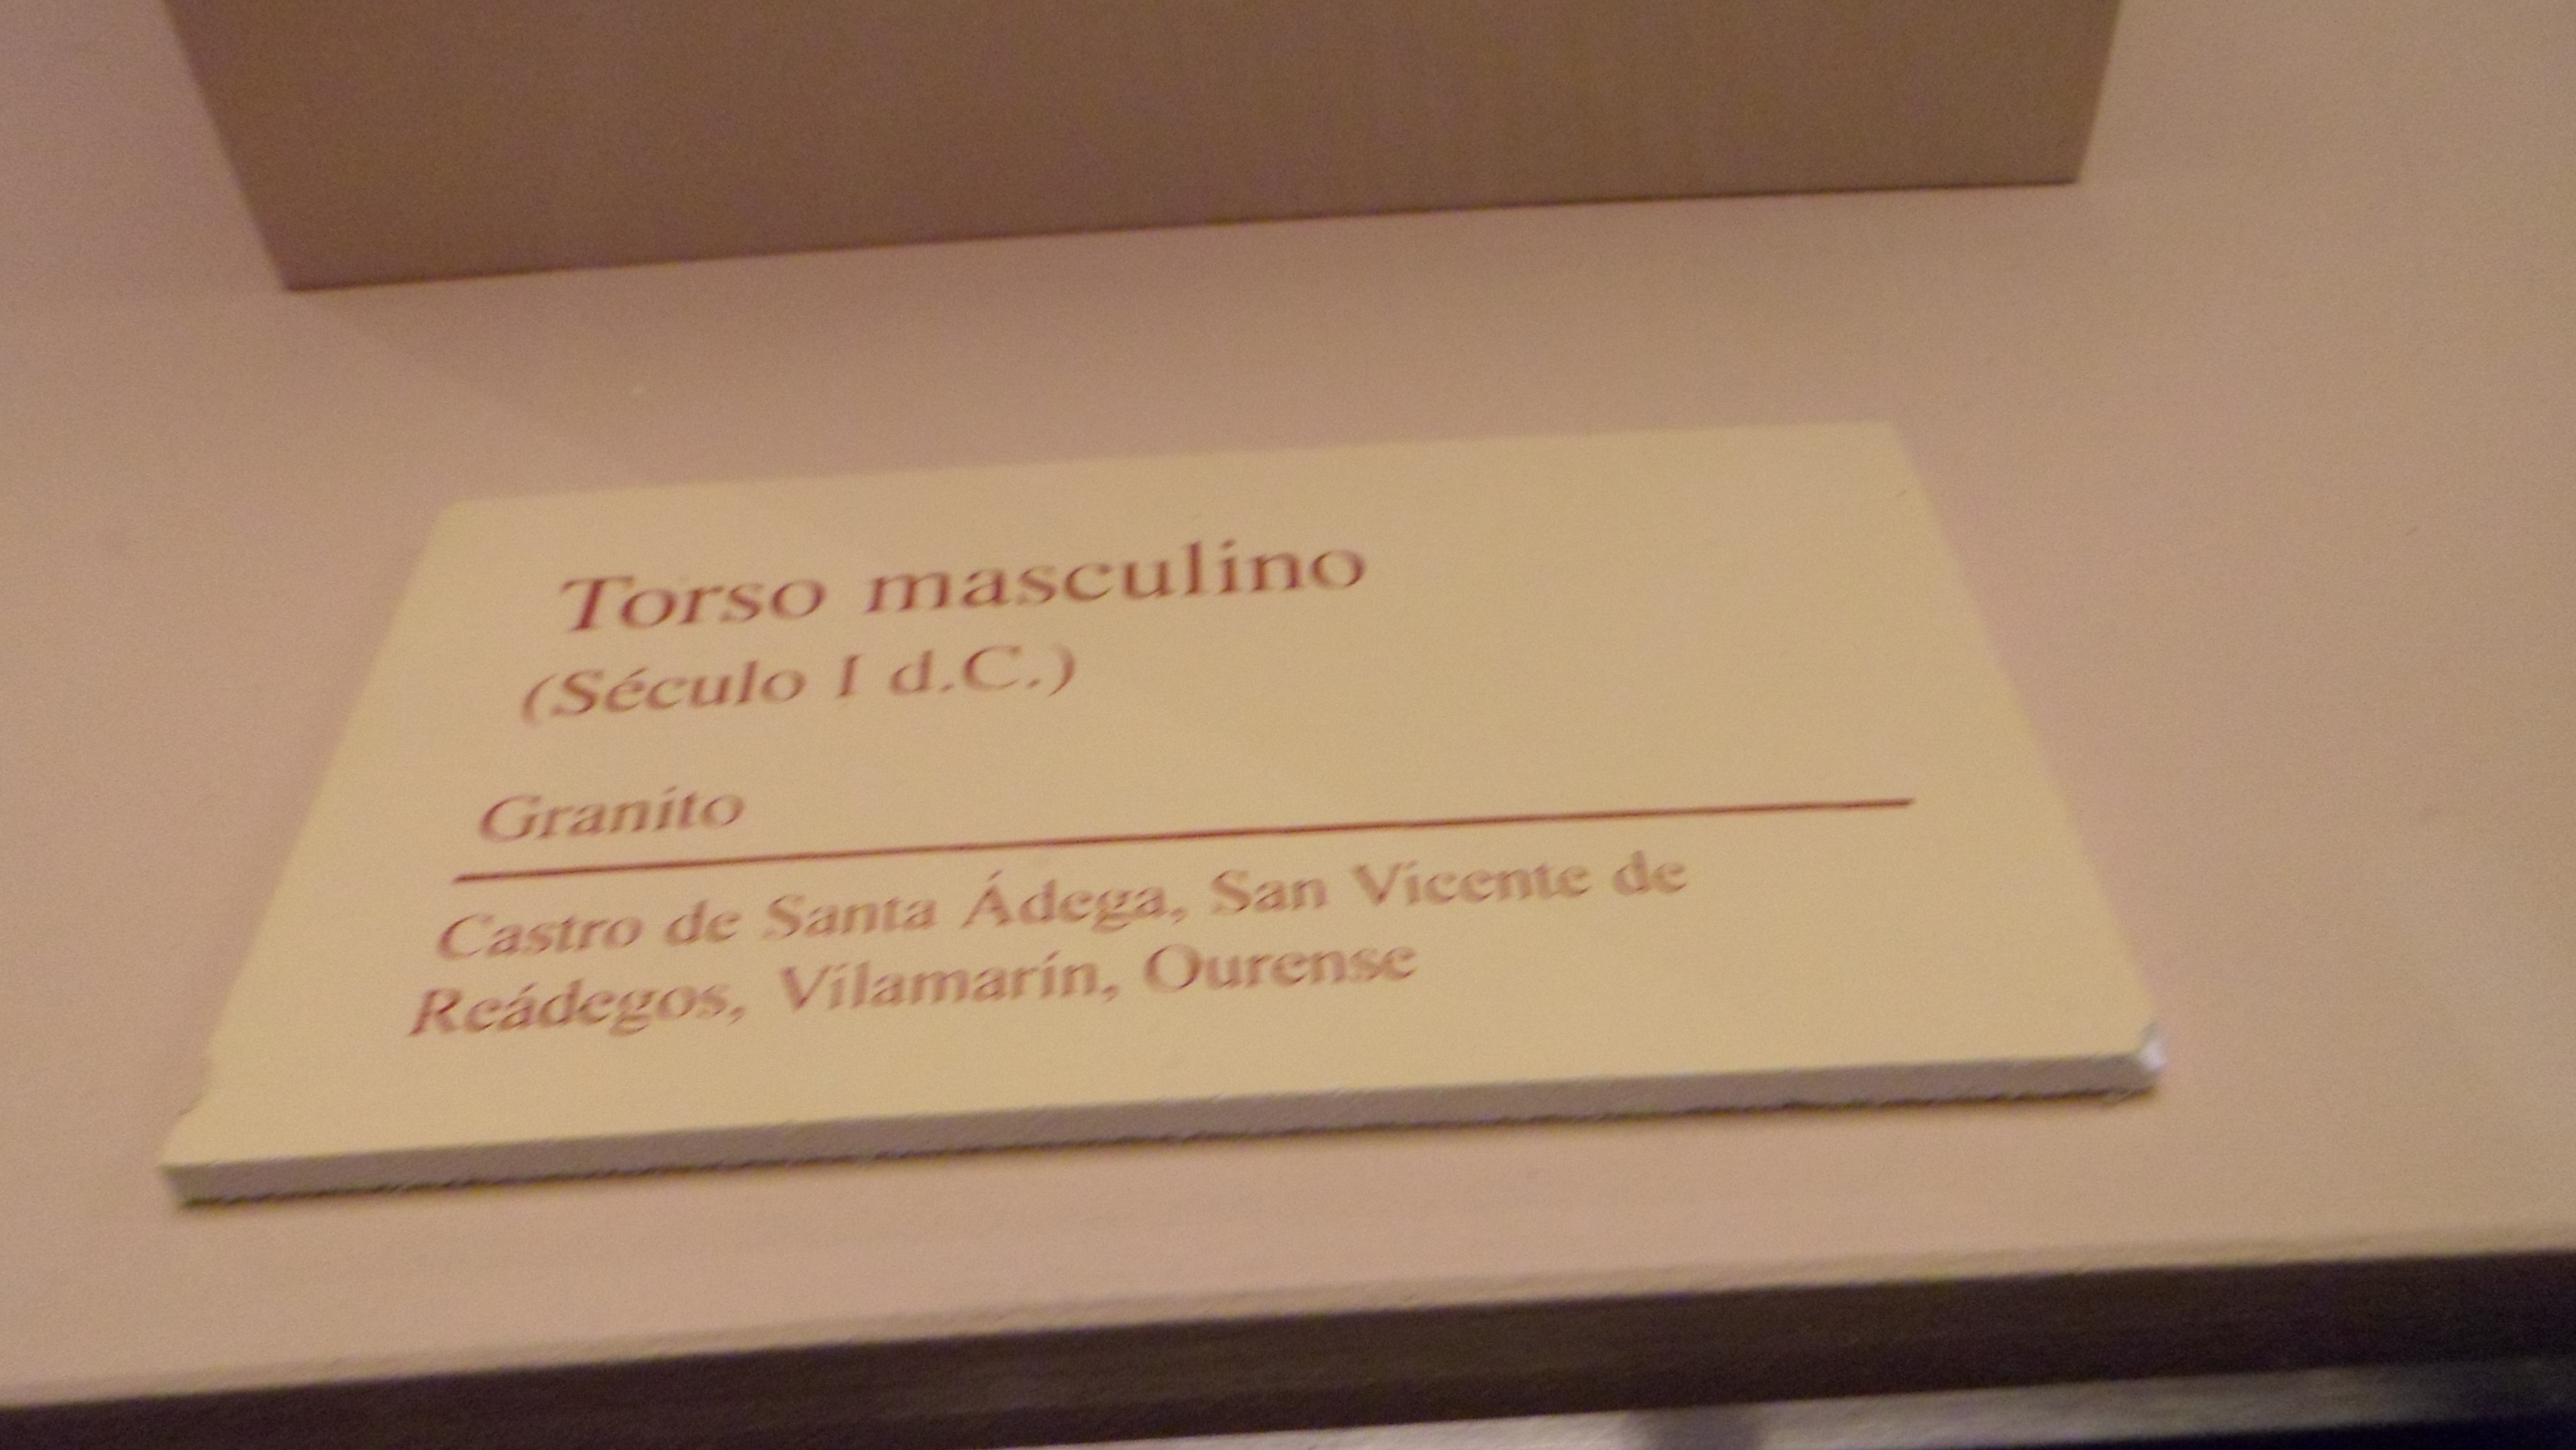 Torso masculino
(Século I d.C.)
Granito
Castro de Santa Ádega, San Vicente de
Reádegos, Vilamarín, Ourense